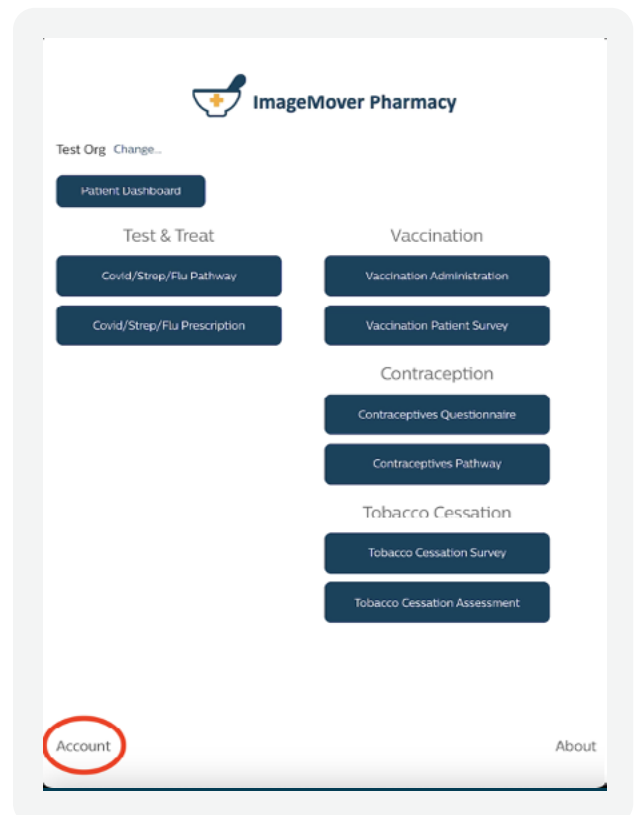 ImageMover Pharmacy
Test Org Change...
Patient Dashboard
Test & Treat
Covid/Strep/Flu Pathway
Covid/Strep/Flu Prescription
Vaccination
Vaccination Administration
Vaccination Patient Survey
Contraception
Contraceptives Questionnaire
Contraceptives Pathway
Tobacco Cessation
Tobacco Cessation Survey
Tobacco Cessation Assessment
Account
About